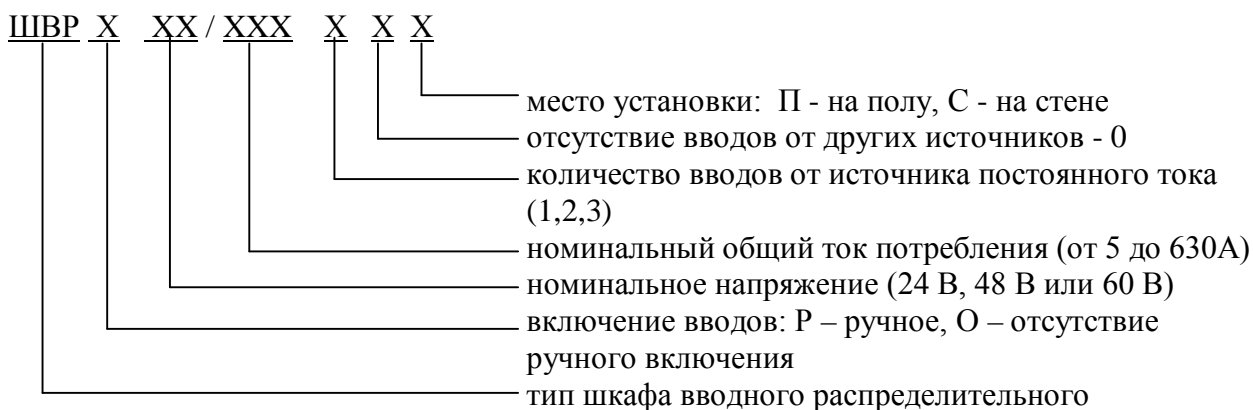 ШВР Х ХХ / ХХХ Х Х Х
место установки: П - на полу, С - на стене
отсутствие вводов от других источников - 0
количество вводов от источника постоянного тока
(1,2,3)
номинальный общий ток потребления (от 5 до 630А)
номинальное напряжение (24 В, 48 В или 60 В)
включение вводов: Р – ручное, О – отсутствие
ручного включения
тип шкафа вводного распределительного